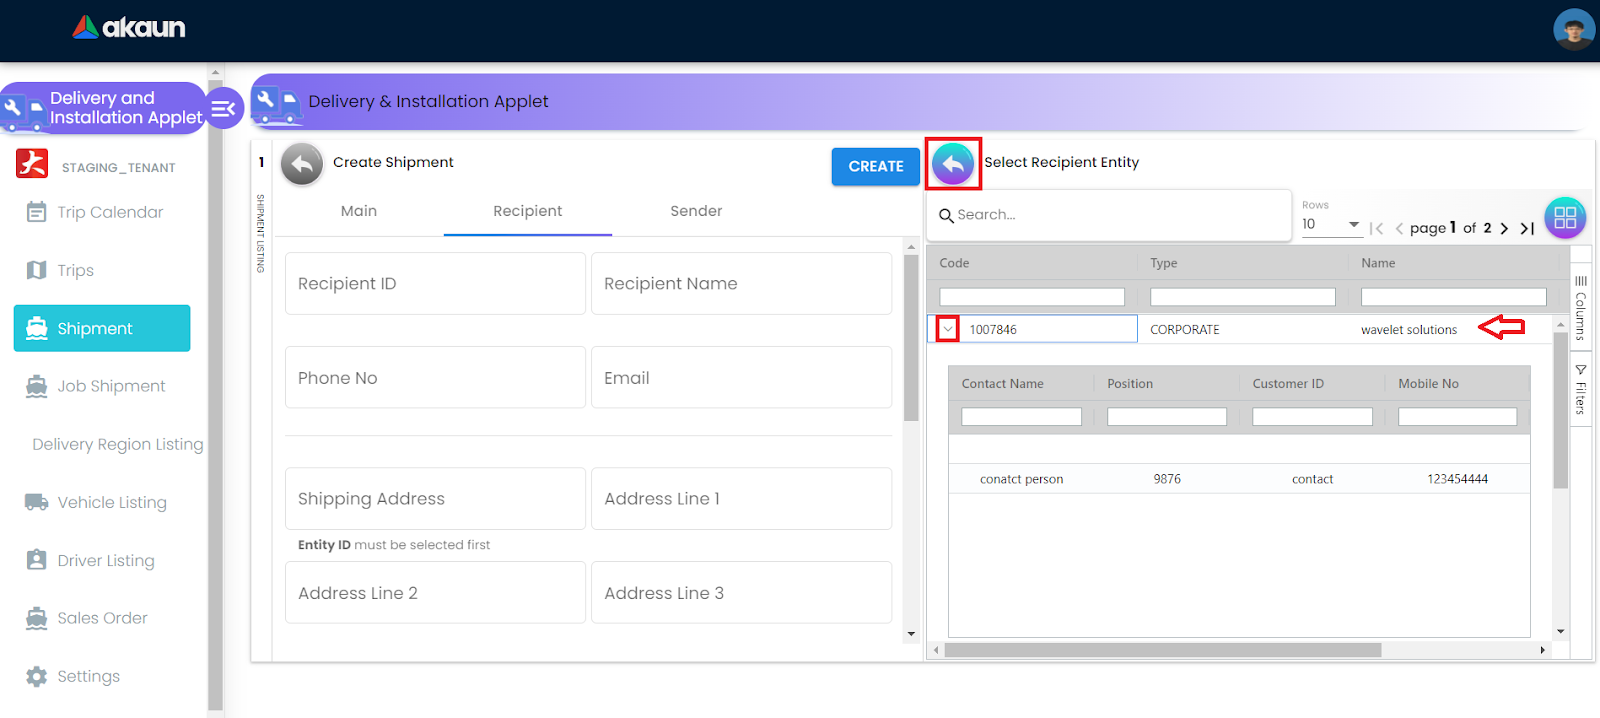 akaun
Delivery and
Installation Applet
STAGING_TENANT
Trip Calendar
Trips
Shipment
Job Shipment
Delivery Region Listing
Vehicle Listing
Driver Listing
Sales Order
Settings
Delivery & Installation Applet
1
SHIPMENT LISTING
Create Shipment
CREATE
Main Recipient Sender
Recipient ID Recipient Name
Phone No Email
Shipping Address Address Line 1
Entity ID must be selected first
Address Line 2 Address Line 3
Select Recipient Entity
Search...
Rows
10
page 1 of 2
Code Type Name
1007846 CORPORATE wavelet solutions
Contact Name Position Customer ID Mobile No
conatct person 9876 contact 123454444
Columns
Filters